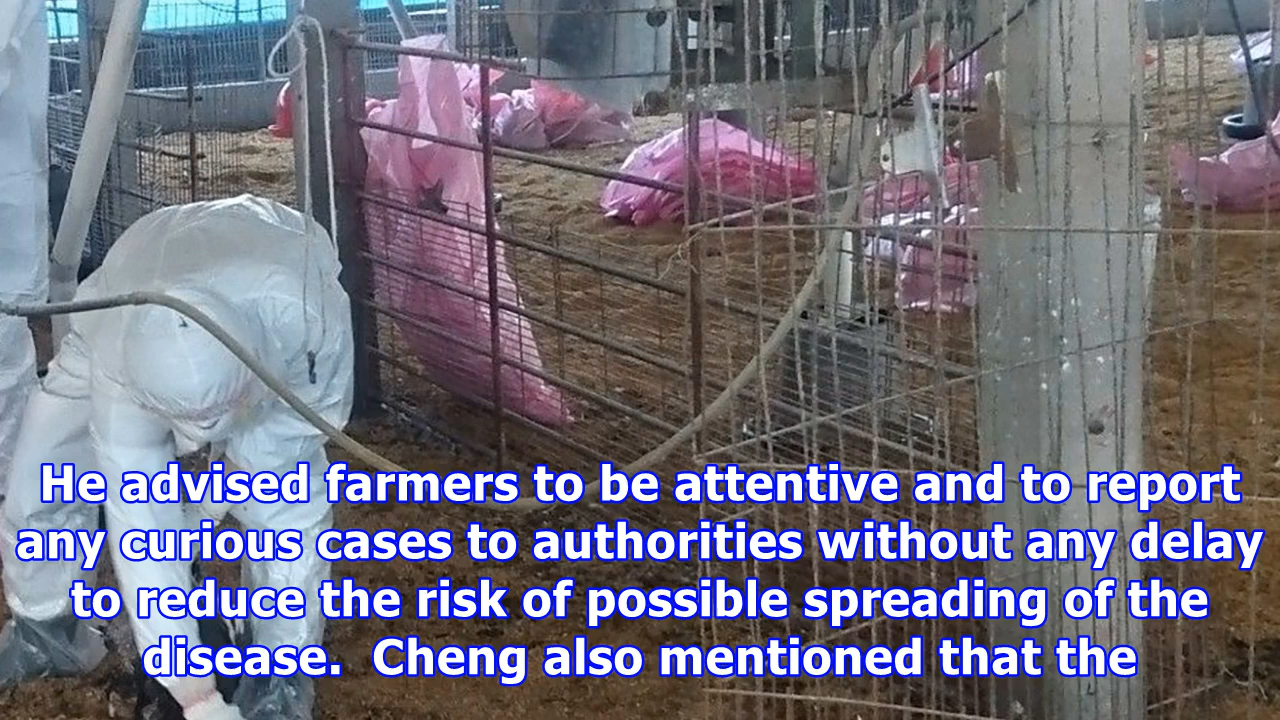 He advised farmers to be attentive and to report
any curious cases to authorities without any delay
to reduce the risk of possible spreading of the
disease.  Cheng also mentioned that the